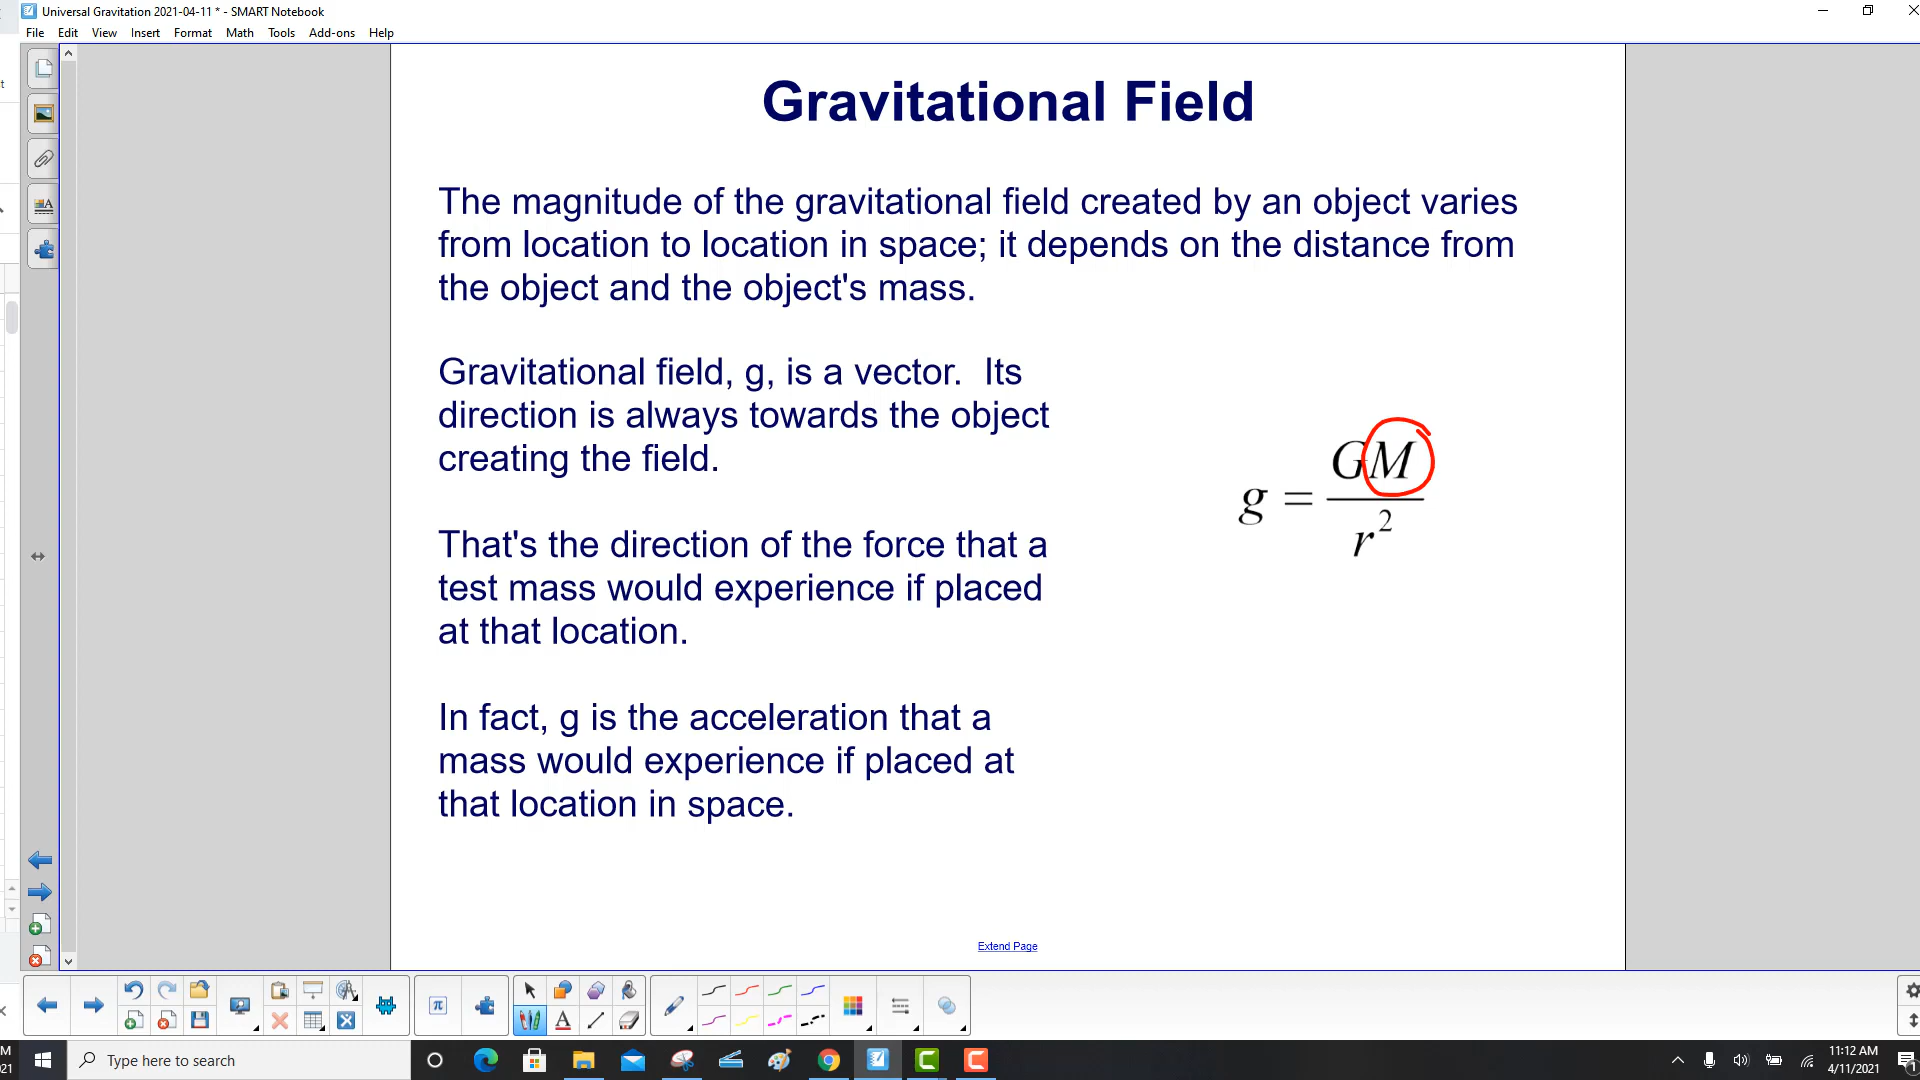 Universal Gravitation 2021-04-11 * - SMART Notebook
File Edit View Insert Format Math Tools Add-ons Help
Gravitational Field
The magnitude of the gravitational field created by an object varies
from location to location in space; it depends on the distance from
the object and the object's mass.
Gravitational field, g, is a vector. Its
direction is always towards the object
creating the field.
g = GM / r²
That's the direction of the force that a
test mass would experience if placed
at that location.
In fact, g is the acceleration that a
mass would experience if placed at
that location in space.
Extend Page
Type here to search
11:12 AM
4/11/2021